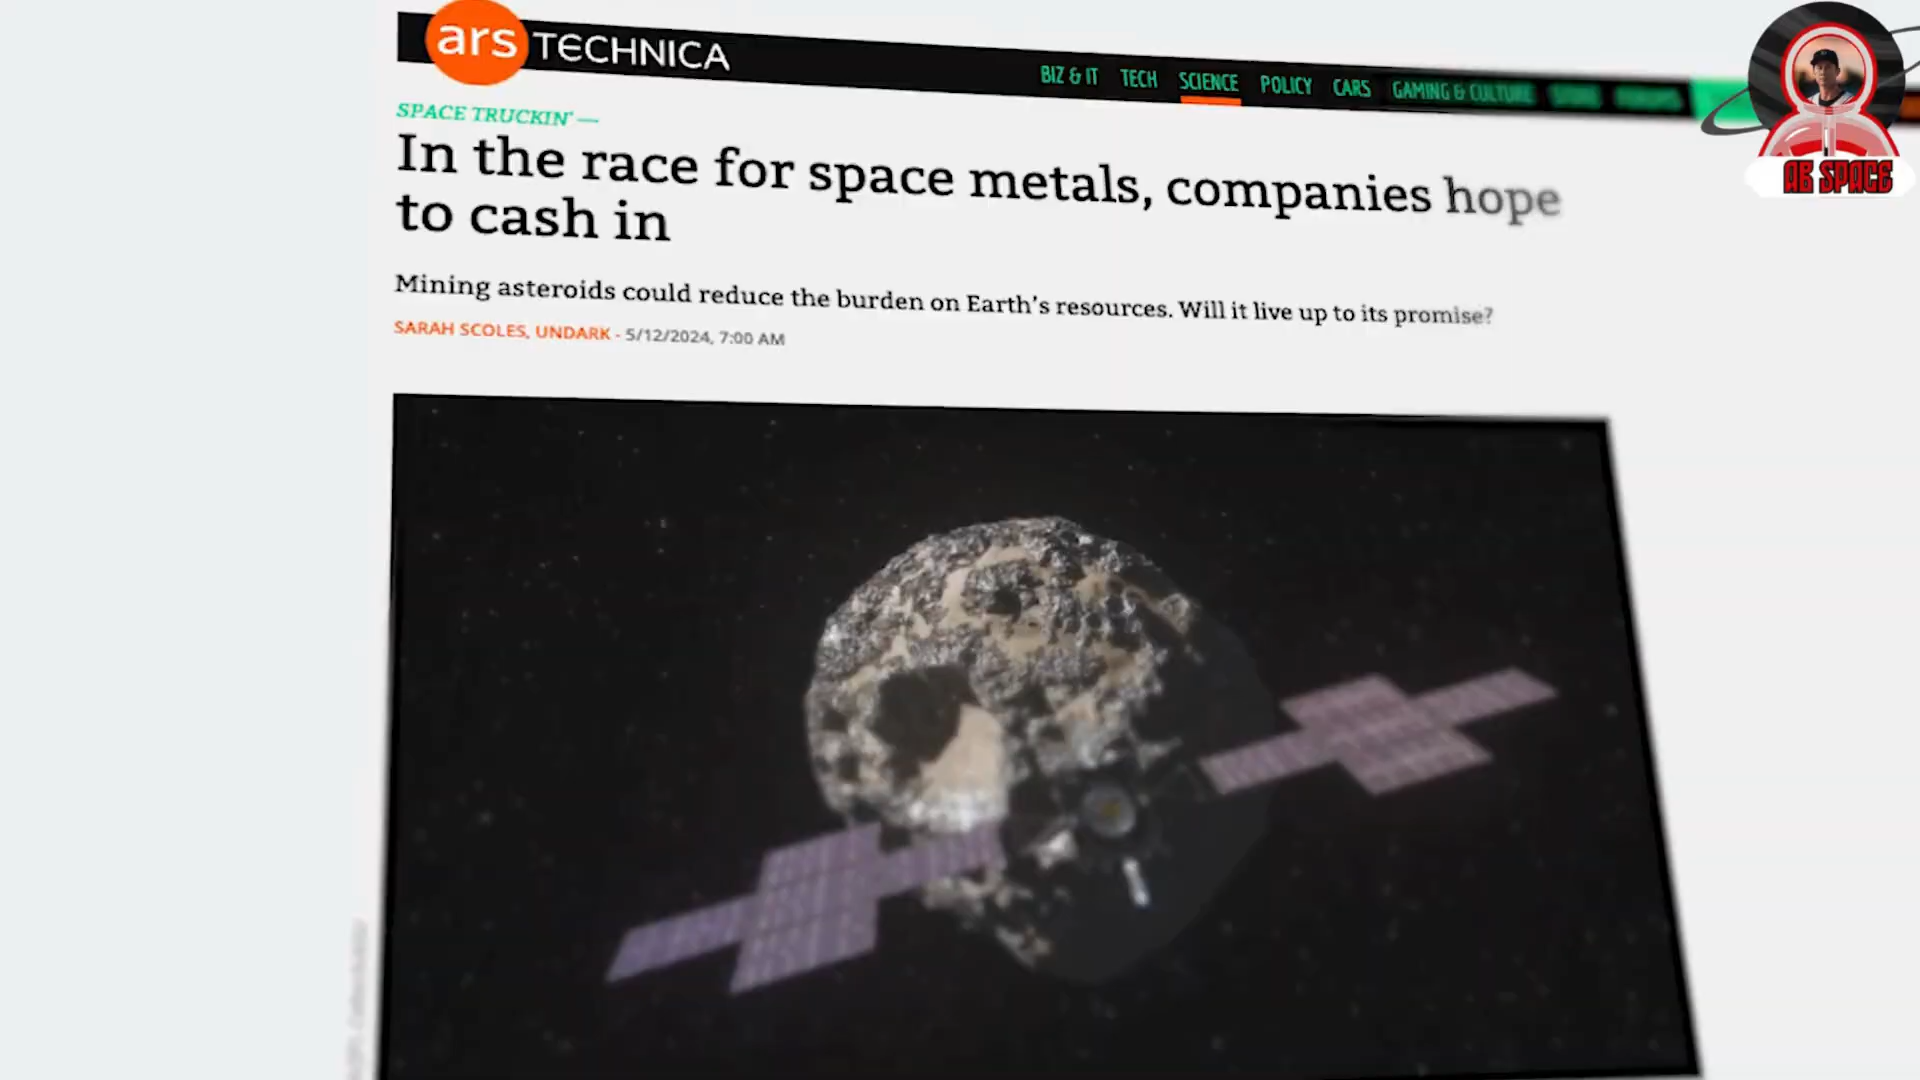 ars TECHNICA
BIZ & IT TECH SCIENCE POLICY CARS GAMING & CULTURE
AB SPACE
SPACE TRUCKIN' —
In the race for space metals, companies hope
to cash in
Mining asteroids could reduce the burden on Earth's resources. Will it live up to its promise?
SARAH SCOLES, UNDARK - 5/12/2024, 7:00 AM